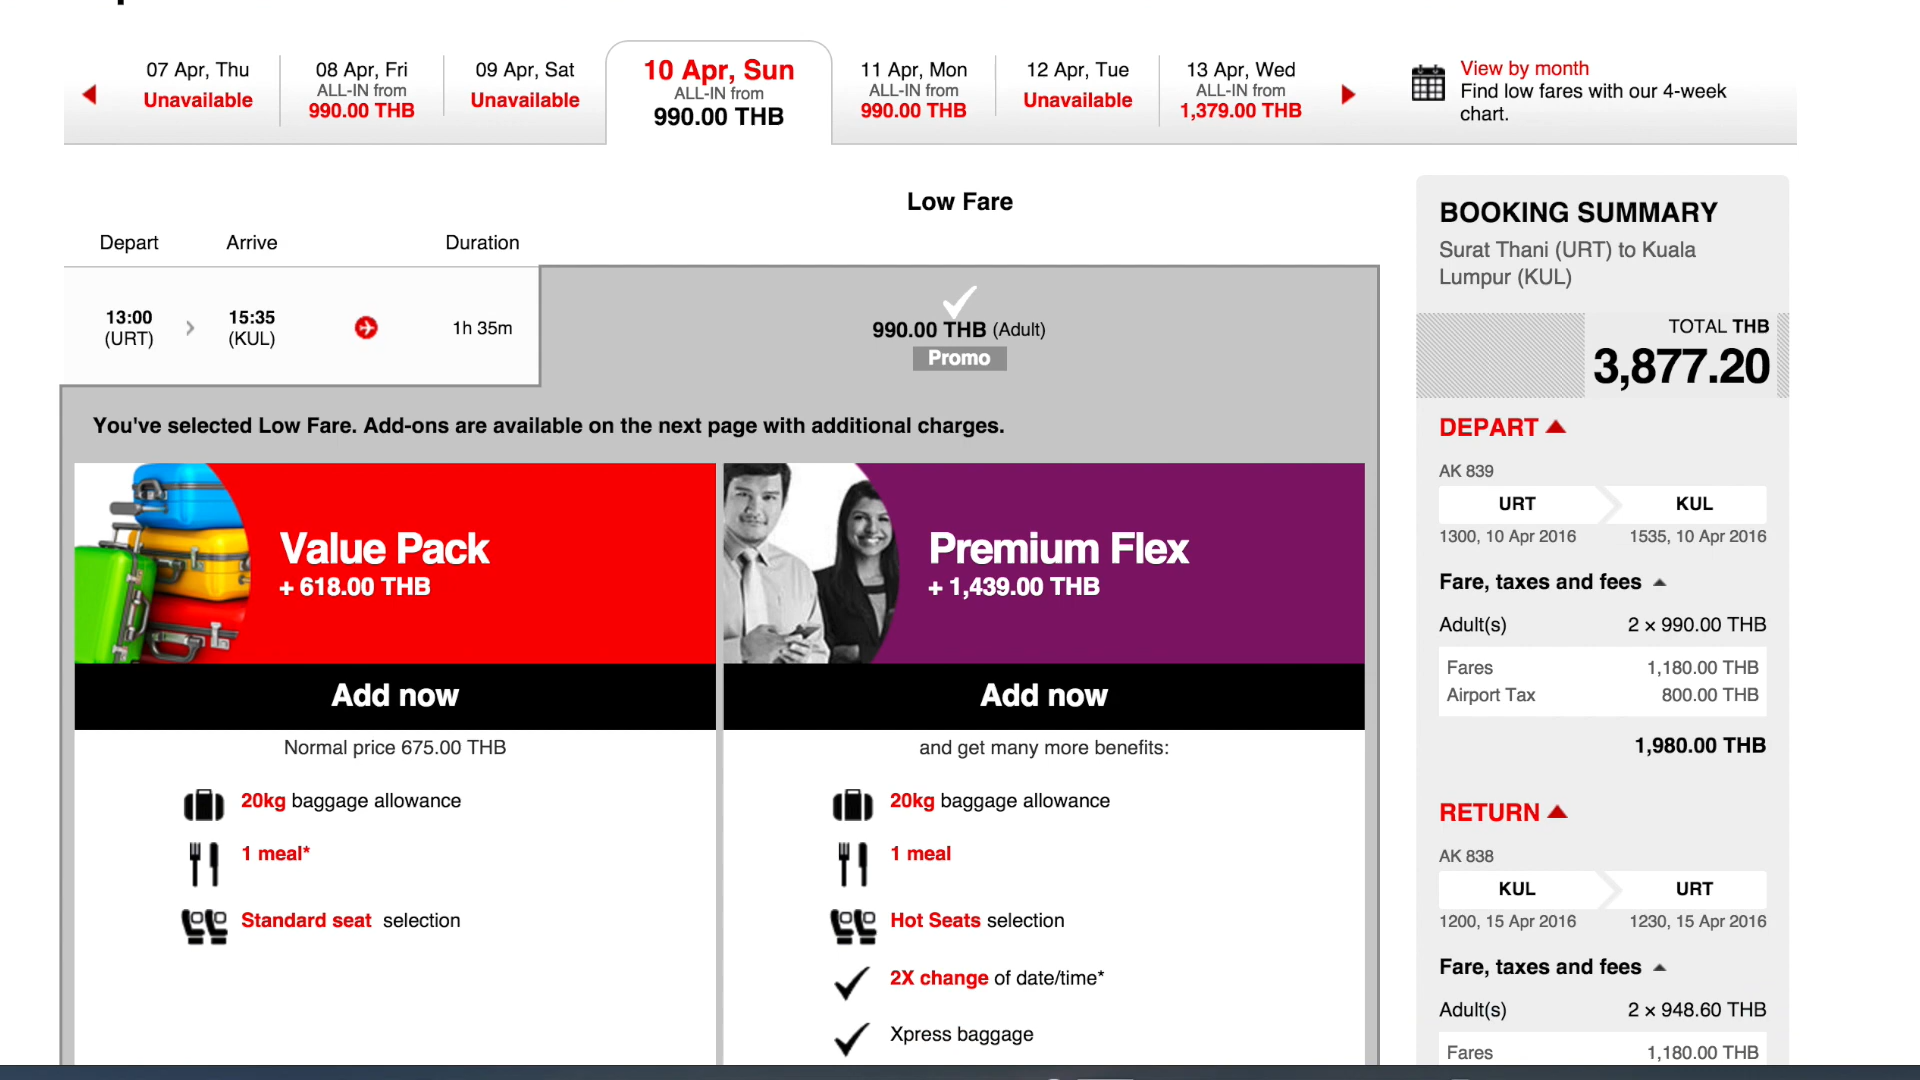 07 Apr, Thu
Unavailable
08 Apr, Fri
ALL-IN from
990.00 THB
09 Apr, Sat
Unavailable
10 Apr, Sun
ALL-IN from
990.00 THB
11 Apr, Mon
ALL-IN from
990.00 THB
12 Apr, Tue
Unavailable
13 Apr, Wed
ALL-IN from
1,379.00 THB
View by month
Find low fares with our 4-week
chart.
Low Fare
Depart Arrive Duration
13:00
(URT)
15:35
(KUL)
1h 35m
990.00 THB (Adult)
Promo
You've selected Low Fare. Add-ons are available on the next page with additional charges.
Value Pack
+ 618.00 THB
Add now
Normal price 675.00 THB
20kg baggage allowance
1 meal*
Standard seat selection
Premium Flex
+ 1,439.00 THB
Add now
and get many more benefits:
20kg baggage allowance
1 meal
Hot Seats selection
2X change of date/time*
Xpress baggage
BOOKING SUMMARY
Surat Thani (URT) to Kuala
Lumpur (KUL)
TOTAL THB
3,877.20
DEPART
AK 839
URT KUL
1300, 10 Apr 2016 1535, 10 Apr 2016
Fare, taxes and fees
Adult(s) 2 × 990.00 THB
Fares 1,180.00 THB
Airport Tax 800.00 THB
1,980.00 THB
RETURN
AK 838
KUL URT
1200, 15 Apr 2016 1230, 15 Apr 2016
Fare, taxes and fees
Adult(s) 2 × 948.60 THB
Fares 1,180.00 THB